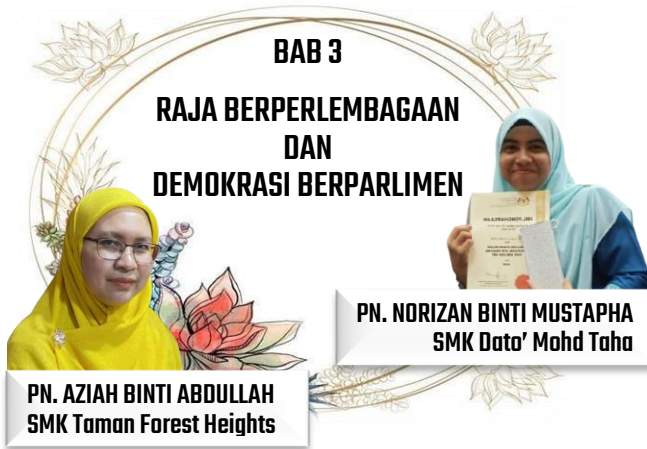 BAB 3
RAJA BERPERLEMBAGAAN
DAN
DEMOKRASI BERPARLIMEN
PN. NORIZAN BINTI MUSTAPHA
SMK Dato’ Mohd Taha
PN. AZIAH BINTI ABDULLAH
SMK Taman Forest Heights